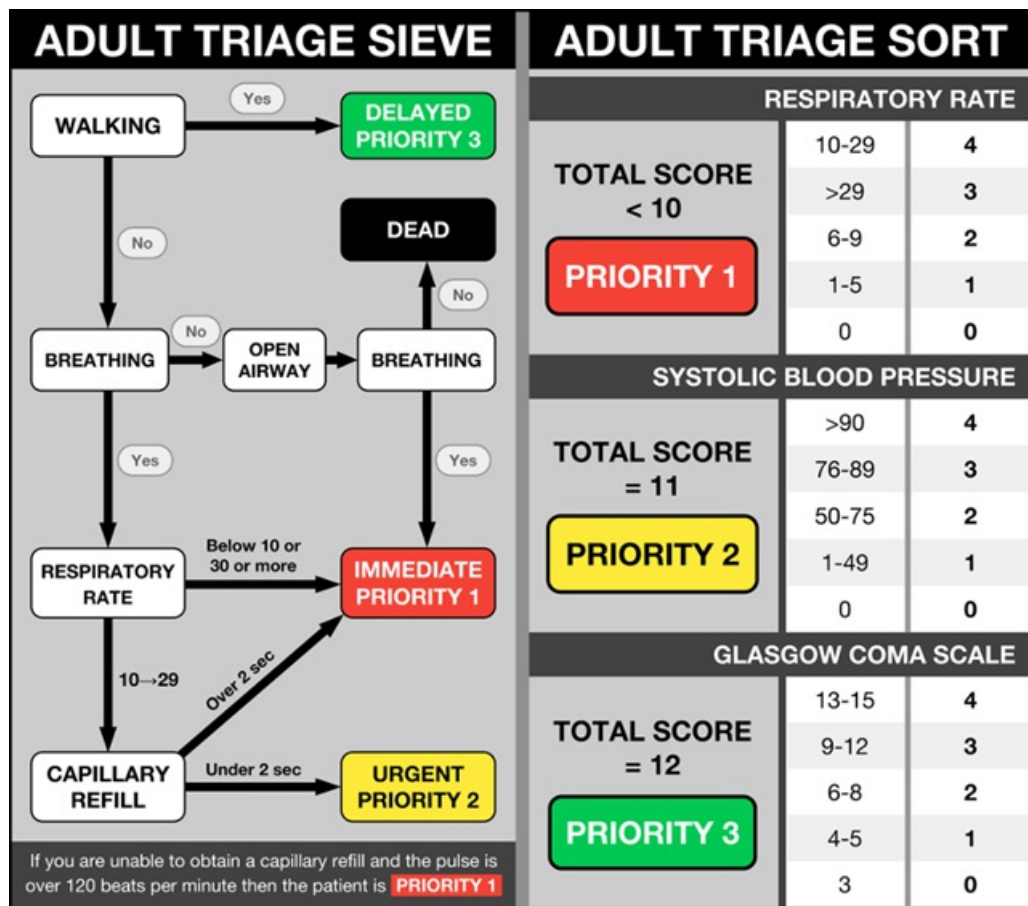 ADULT TRIAGE SIEVE
WALKING
Yes
DELAYED
PRIORITY 3
No
DEAD
No
BREATHING
No
OPEN
AIRWAY
BREATHING
Yes
Yes
RESPIRATORY
RATE
Below 10 or
30 or more
IMMEDIATE
PRIORITY 1
10→29
Over 2 sec
CAPILLARY
REFILL
Under 2 sec
URGENT
PRIORITY 2
If you are unable to obtain a capillary refill and the pulse is
over 120 beats per minute then the patient is PRIORITY 1
ADULT TRIAGE SORT
RESPIRATORY RATE
TOTAL SCORE
< 10
PRIORITY 1
10-29 4
>29 3
6-9 2
1-5 1
0 0
SYSTOLIC BLOOD PRESSURE
TOTAL SCORE
= 11
PRIORITY 2
>90 4
76-89 3
50-75 2
1-49 1
0 0
GLASGOW COMA SCALE
TOTAL SCORE
= 12
PRIORITY 3
13-15 4
9-12 3
6-8 2
4-5 1
3 0